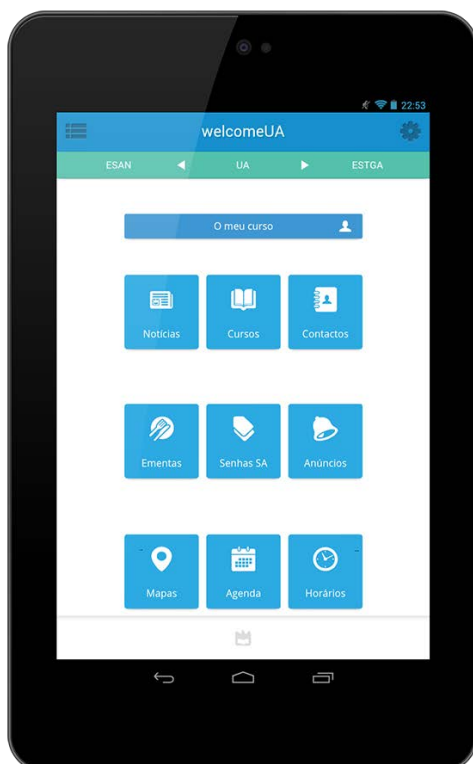 22:53
welcomeUA
ESAN UA ESTGA
O meu curso
Notícias Cursos Contactos
Ementas Senhas SA Anúncios
Mapas Agenda Horários